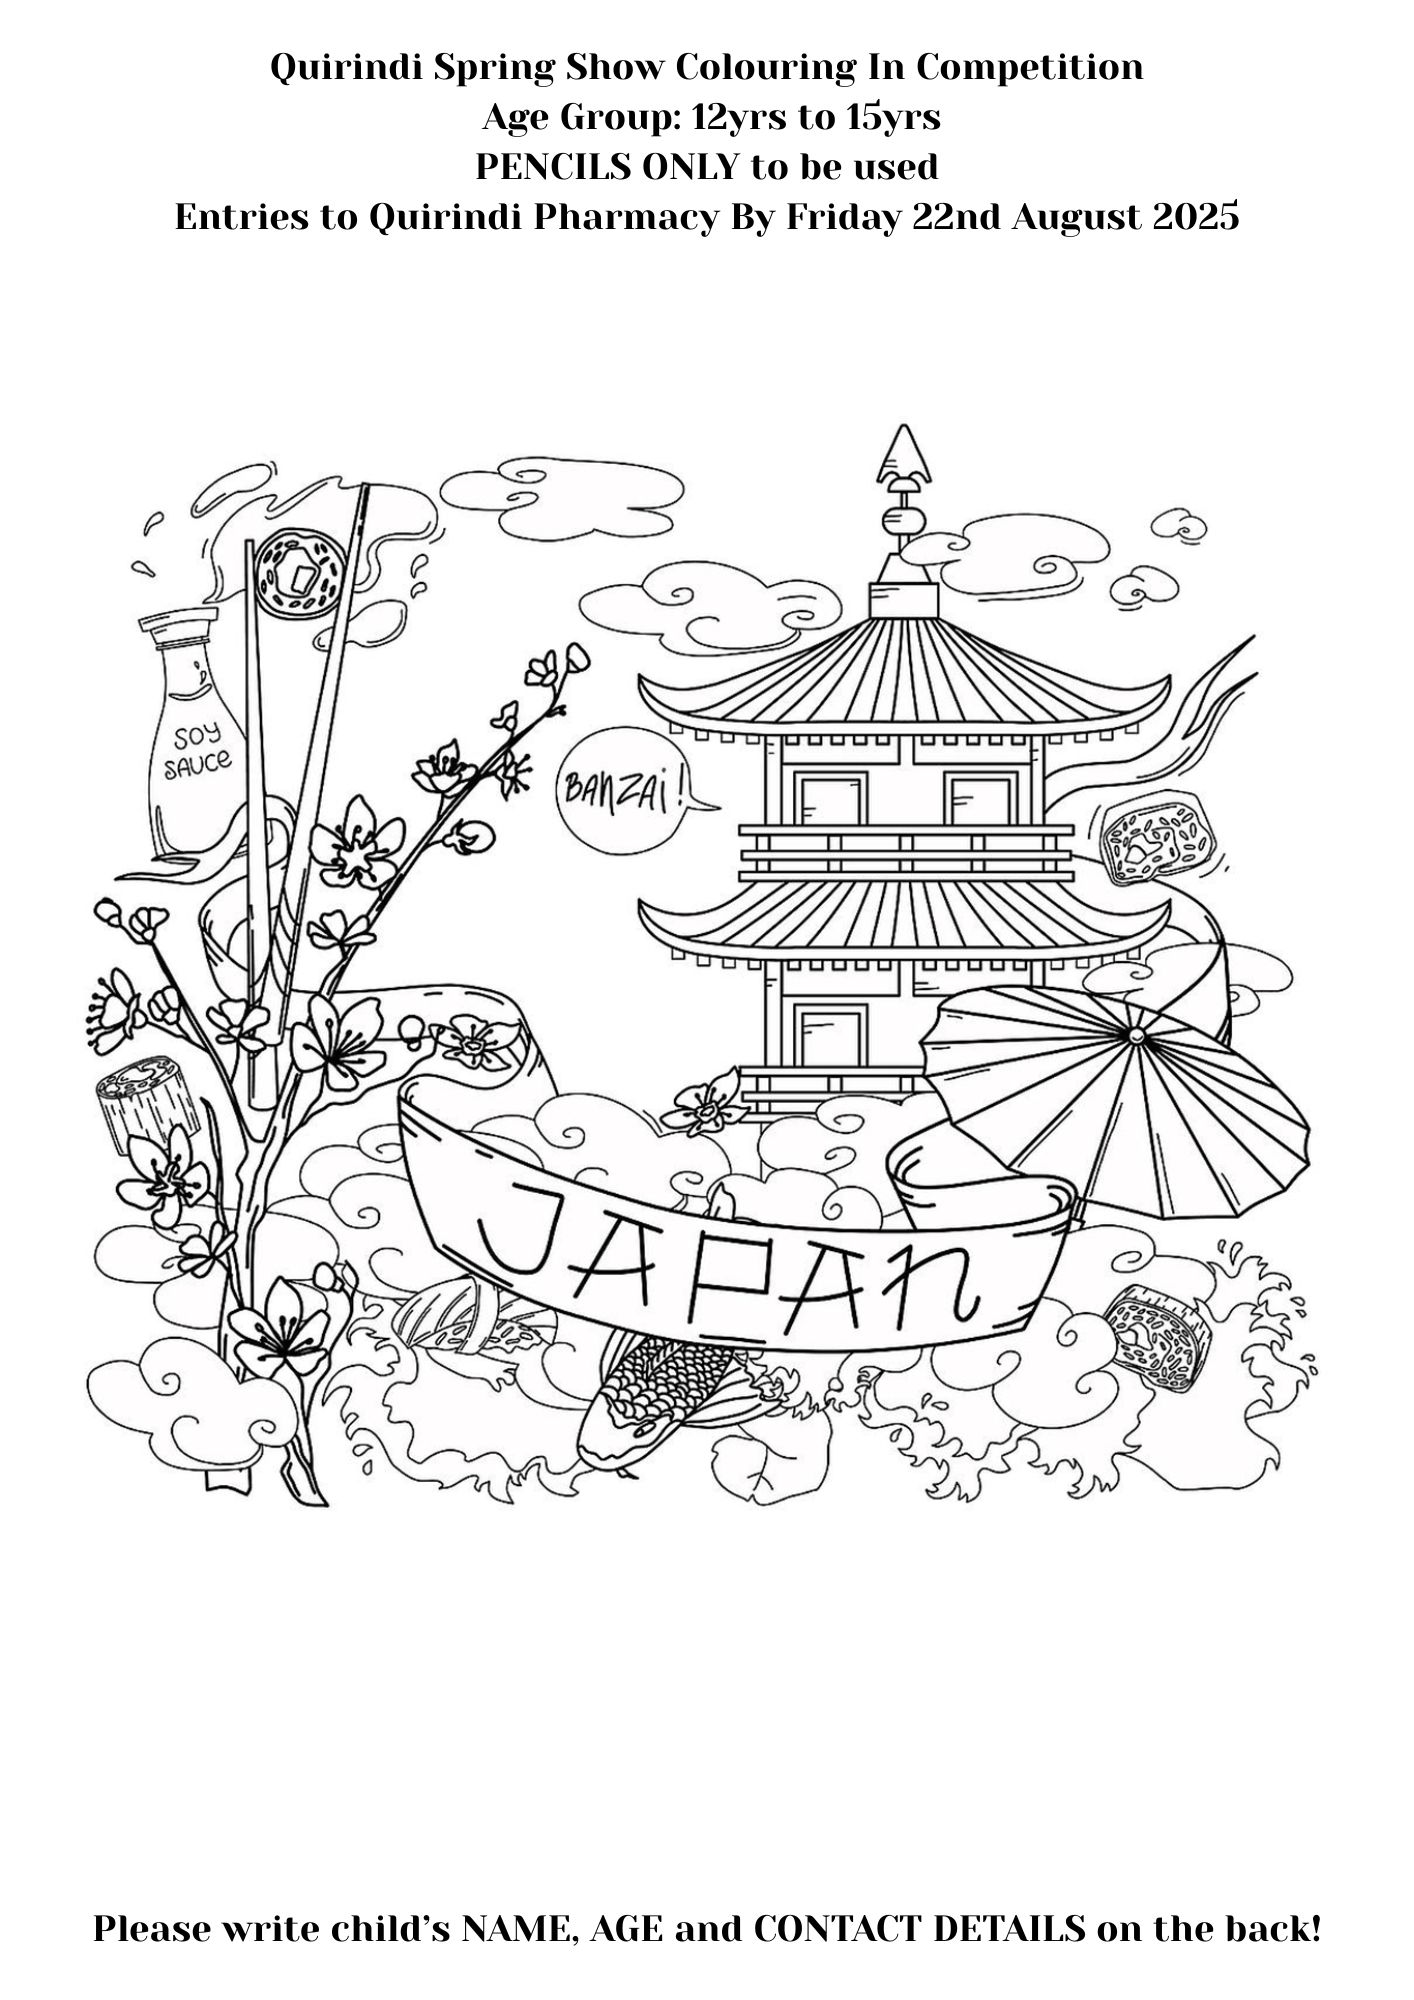 Quirindi Spring Show Colouring In Competition
Age Group: 12yrs to 15yrs
PENCILS ONLY to be used
Entries to Quirindi Pharmacy By Friday 22nd August 2025
SOY
SAUCE
BANZAi!
JAPAN
Please write child’s NAME, AGE and CONTACT DETAILS on the back!